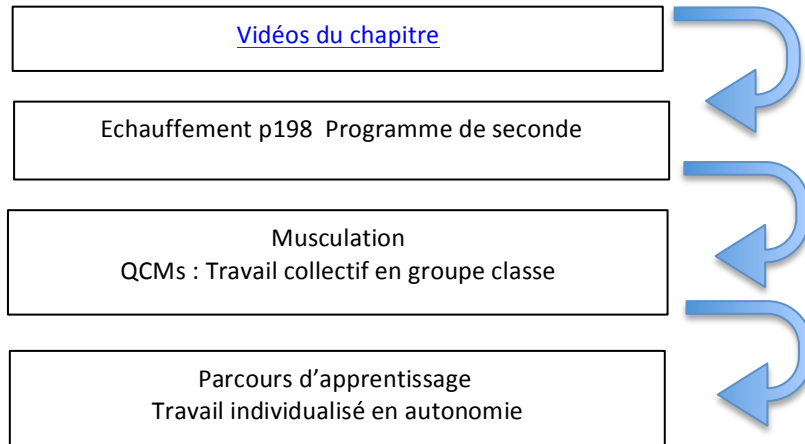 Vidéos du chapitre
Echauffement p198 Programme de seconde
Musculation
QCMs : Travail collectif en groupe classe
Parcours d’apprentissage
Travail individualisé en autonomie